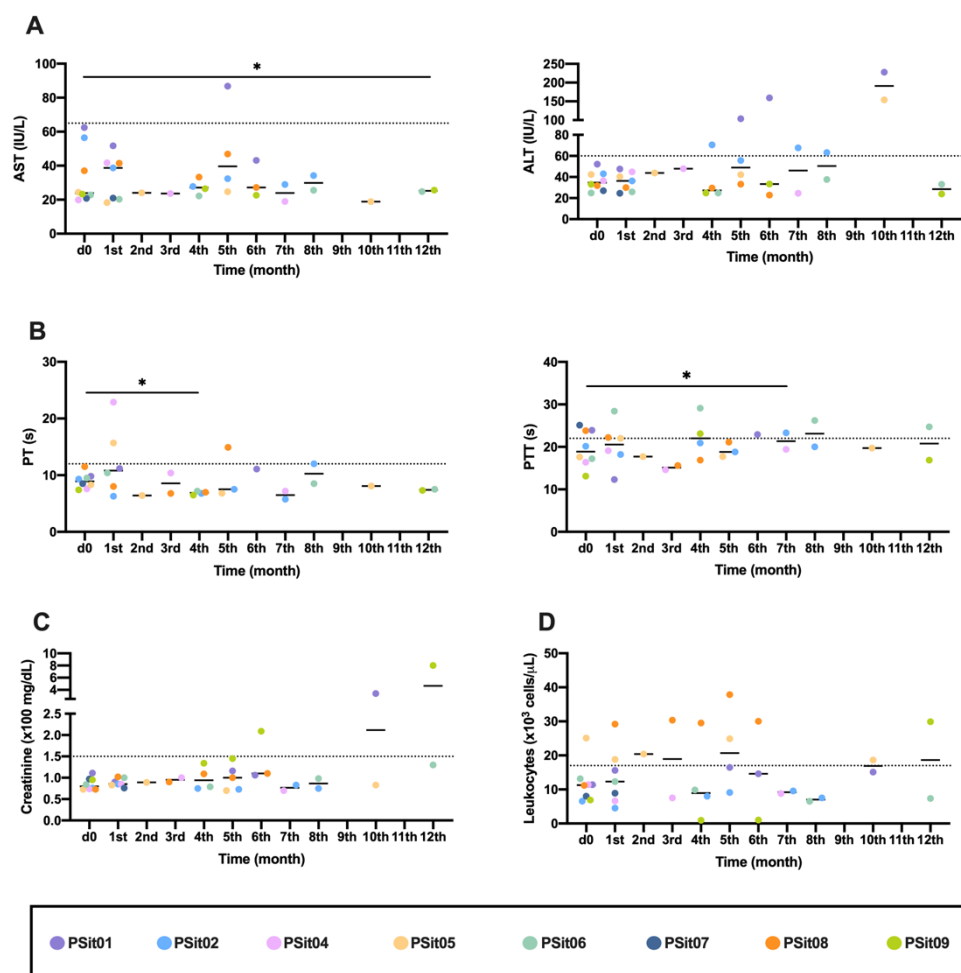 A
*
AST (IU/L)
100
80
60
40
20
0
d0 1st 2nd 3rd 4th 5th 6th 7th 8th 9th 10th 11th 12th
Time (month)
ALT (IU/L)
250
200
150
100
60
40
20
0
d0 1st 2nd 3rd 4th 5th 6th 7th 8th 9th 10th 11th 12th
Time (month)
B
*
PT (s)
30
20
10
0
d0 1st 2nd 3rd 4th 5th 6th 7th 8th 9th 10th 11th 12th
Time (month)
*
PTT (s)
40
30
20
10
0
d0 1st 2nd 3rd 4th 5th 6th 7th 8th 9th 10th 11th 12th
Time (month)
C
Creatinine (x100 mg/dL)
10
8
6
4
2.5
2.0
1.5
1.0
0.5
0.0
d0 1st 2nd 3rd 4th 5th 6th 7th 8th 9th 10th 11th 12th
Time (month)
D
Leukocytes (x10³ cells/μL)
50
40
30
20
10
0
d0 1st 2nd 3rd 4th 5th 6th 7th 8th 9th 10th 11th 12th
Time (month)
PSit01 PSit02 PSit04 PSit05 PSit06 PSit07 PSit08 PSit09